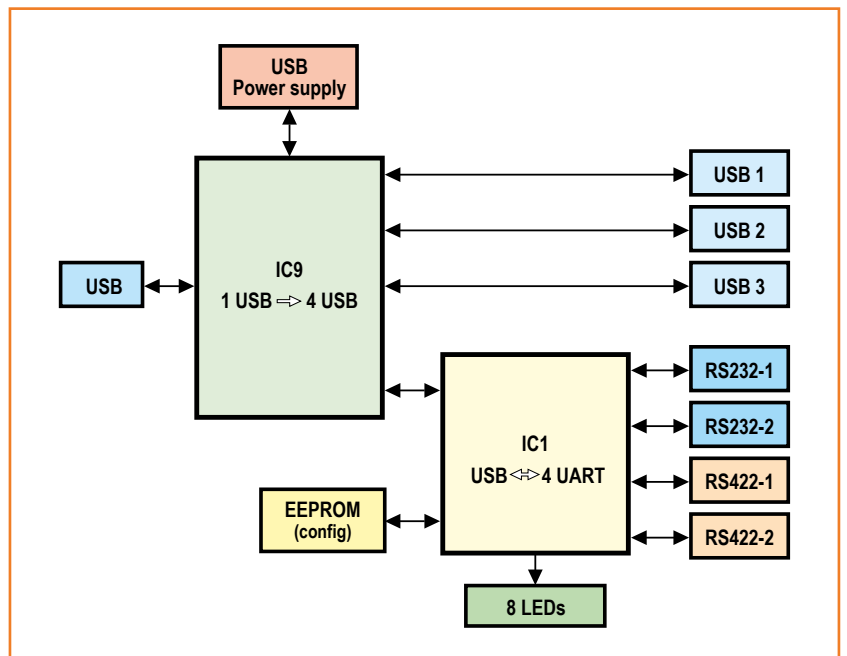 USB
Power supply
IC9
1 USB ⇨ 4 USB
USB
USB 1
USB 2
USB 3
IC1
USB ⇔ 4 UART
RS232-1
RS232-2
RS422-1
RS422-2
EEPROM
(config)
8 LEDs